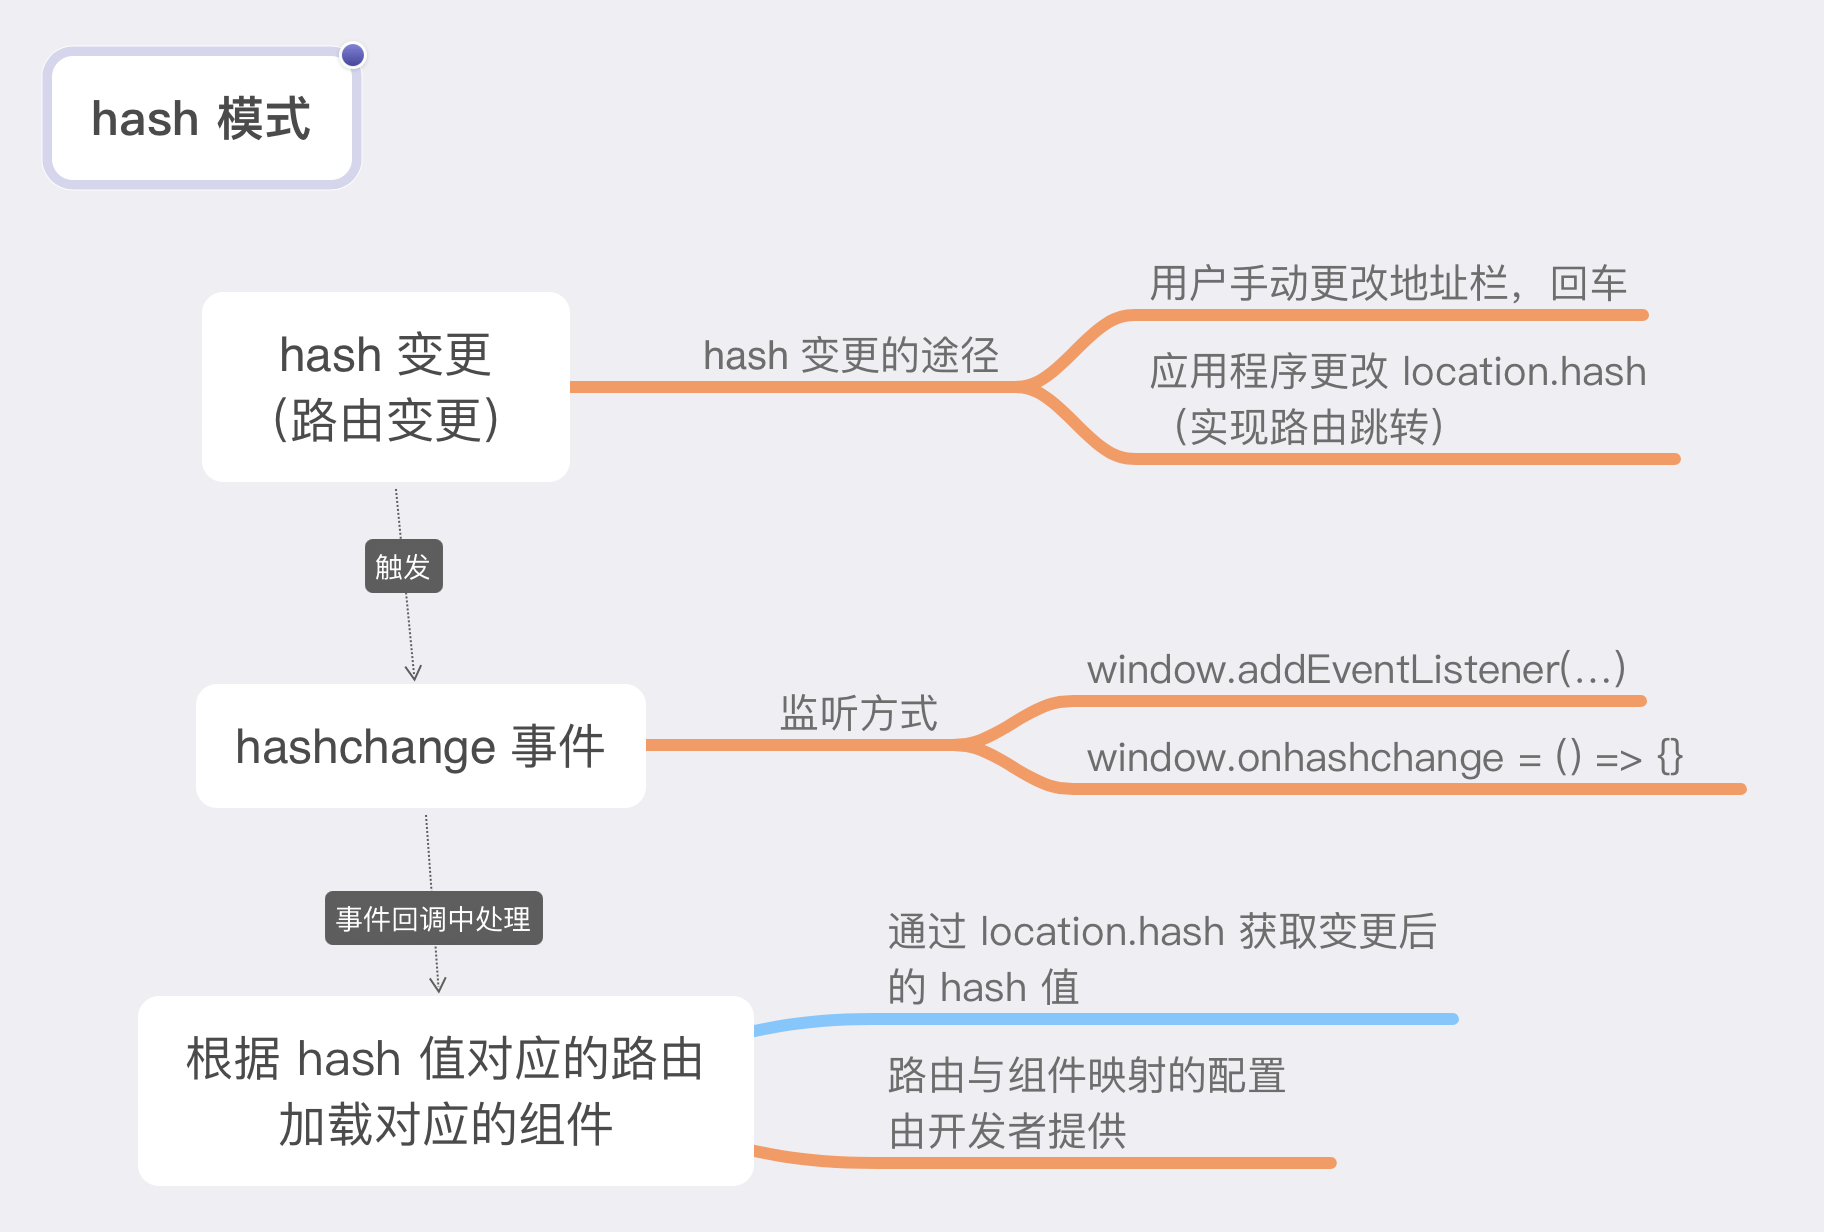 hash 模式
hash 变更
（路由变更）
hash 变更的途径
用户手动更改地址栏，回车
应用程序更改 location.hash
（实现路由跳转）
触发
hashchange 事件
监听方式
window.addEventListener(...)
window.onhashchange = () => {}
事件回调中处理
根据 hash 值对应的路由
加载对应的组件
通过 location.hash 获取变更后
的 hash 值
路由与组件映射的配置
由开发者提供